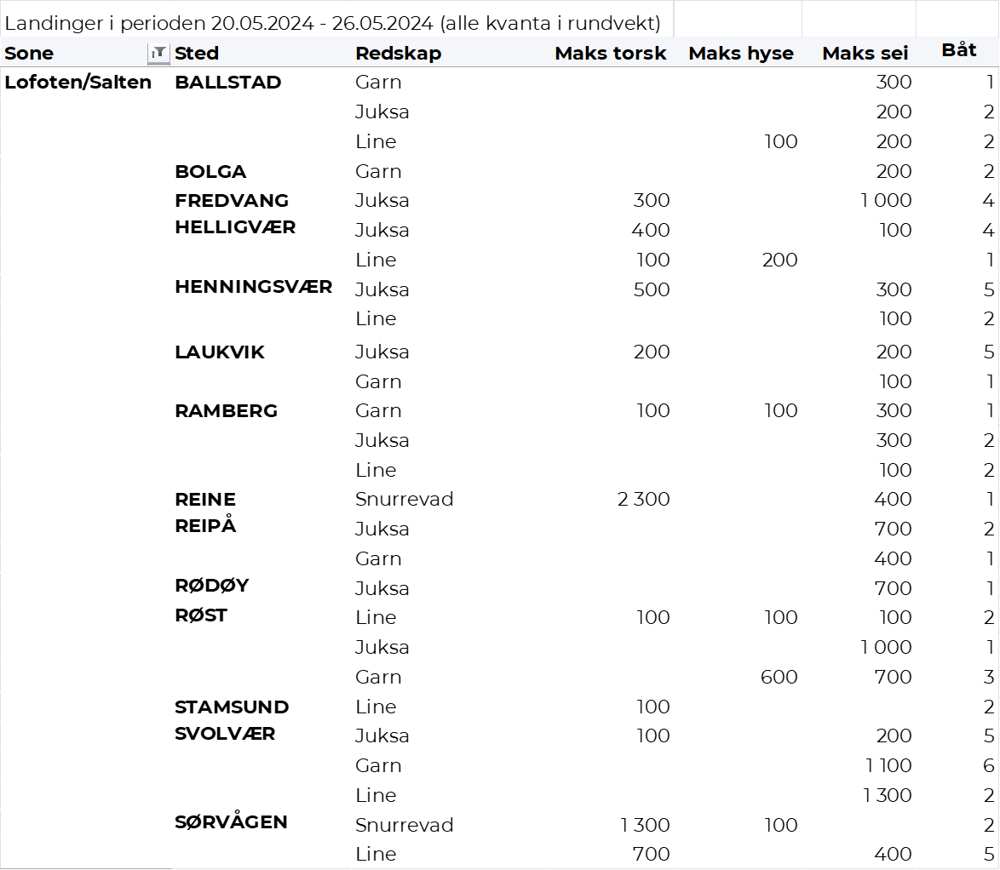 Landinger i perioden 20.05.2024 - 26.05.2024 (alle kvanta i rundvekt)
Sone Sted Redskap Maks torsk Maks hyse Maks sei Båt
Lofoten/Salten BALLSTAD Garn 300 1
Juksa 200 2
Line 100 200 2
BOLGA Garn 200 2
FREDVANG Juksa 300 1 000 4
HELLIGVÆR Juksa 400 100 4
Line 100 200 1
HENNINGSVÆR Juksa 500 300 5
Line 100 2
LAUKVIK Juksa 200 200 5
Garn 100 1
RAMBERG Garn 100 100 300 1
Juksa 300 2
Line 100 2
REINE Snurrevad 2 300 400 1
REIPÅ Juksa 700 2
Garn 400 1
RØDØY Juksa 700 1
RØST Line 100 100 100 2
Juksa 1 000 1
Garn 600 700 3
STAMSUND Line 100 2
SVOLVÆR Juksa 100 200 5
Garn 1 100 6
Line 1 300 2
SØRVÅGEN Snurrevad 1 300 100 2
Line 700 400 5